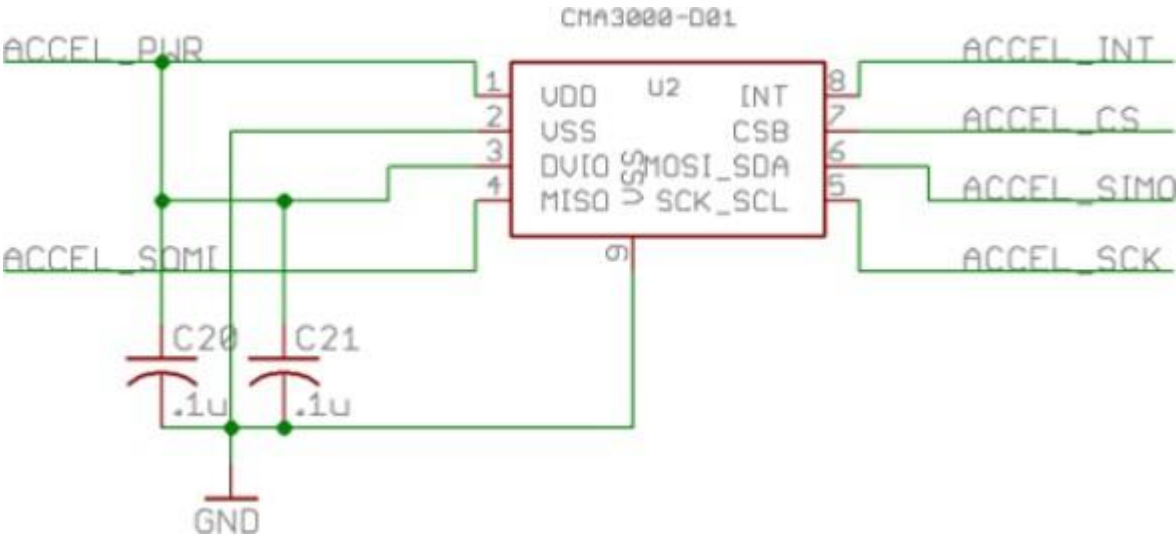 CMA3000-D01
ACCEL_PWR
ACCEL_INT
1
VDD
U2
INT
8
2
VSS
CSB
7
ACCEL_CS
3
DVIO
VSS
MOSI_SDA
6
ACCEL_SIMO
4
MISO
SCK_SCL
5
ACCEL_SOMI
9
ACCEL_SCK
C20
C21
.1u
.1u
GND